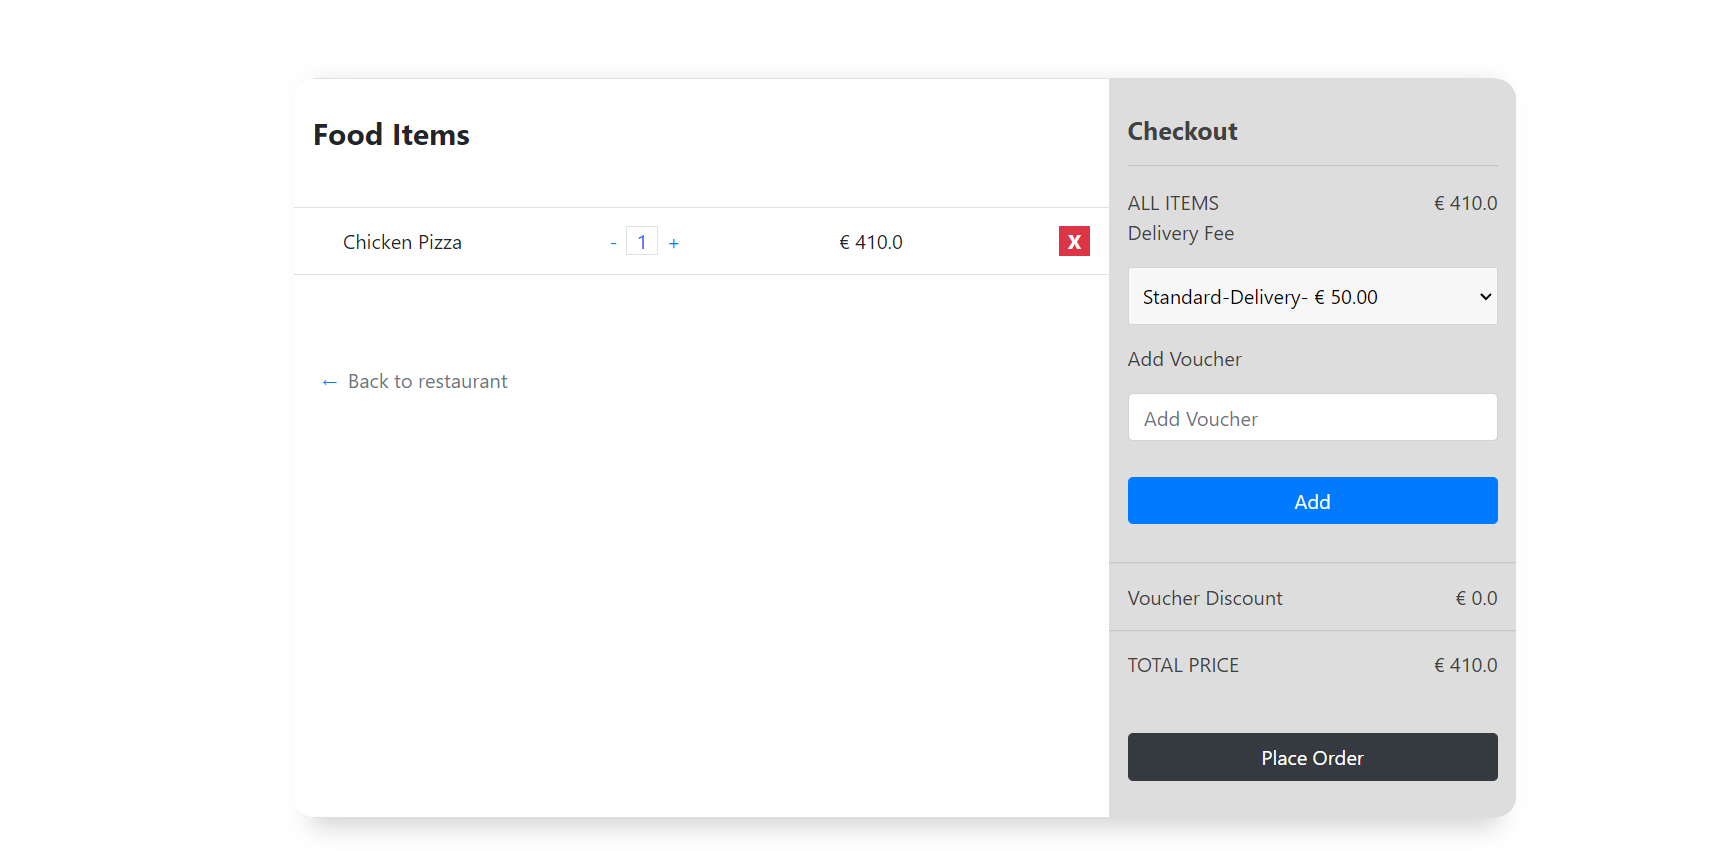 Food Items
Chicken Pizza - 1 + € 410.0 X
← Back to restaurant
Checkout
ALL ITEMS € 410.0
Delivery Fee
Standard-Delivery- € 50.00
Add Voucher
Add Voucher
Add
Voucher Discount € 0.0
TOTAL PRICE € 410.0
Place Order